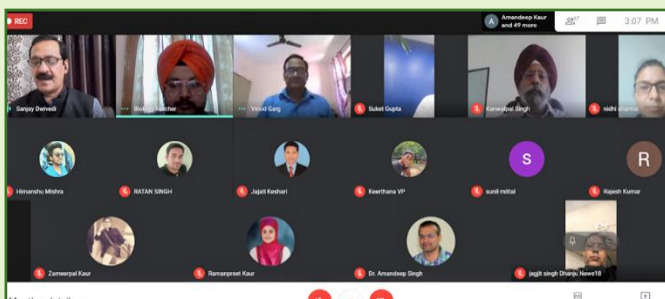 REC
A Amandeep Kaur
and 49 more
3:07 PM
Sanjay Dwivedi
Biology Teacher
Vinod Garg
Suket Gupta
Kanwalpal Singh
nidhi sharma
S
R
Himanshu Mishra
RATAN SINGH
Jajati Keshari
Keerthana VP
sunil mittal
Rajesh Kumar
Zameerpal Kaur
Ramanpreet Kaur
Dr. Amandeep Singh
jagjit singh Dhanju News18